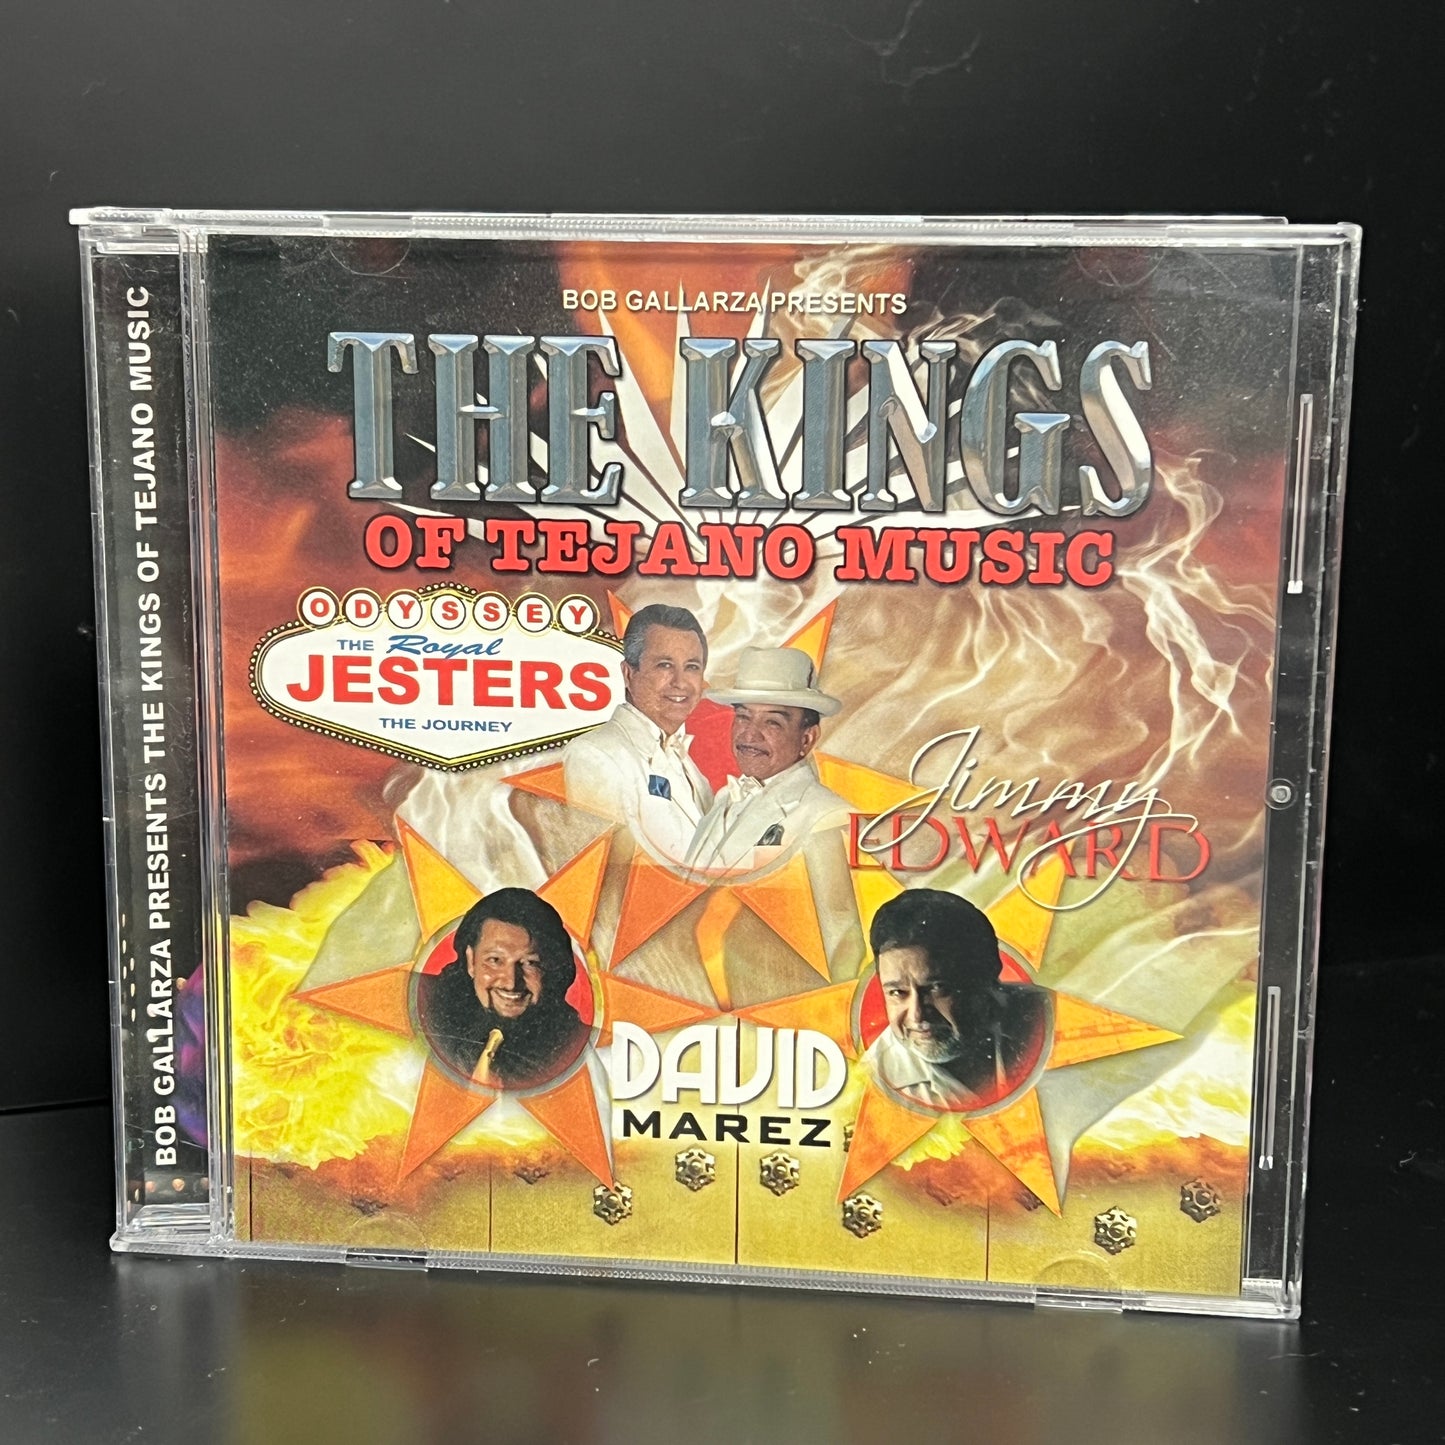 BOB GALLARZA PRESENTS THE KINGS OF TEJANO MUSIC
BOB GALLARZA PRESENTS
THE KINGS
OF TEJANO MUSIC
ODYSSEY
THE Royal
JESTERS
THE JOURNEY
Jimmy
EDWARD
DAVID
MAREZ